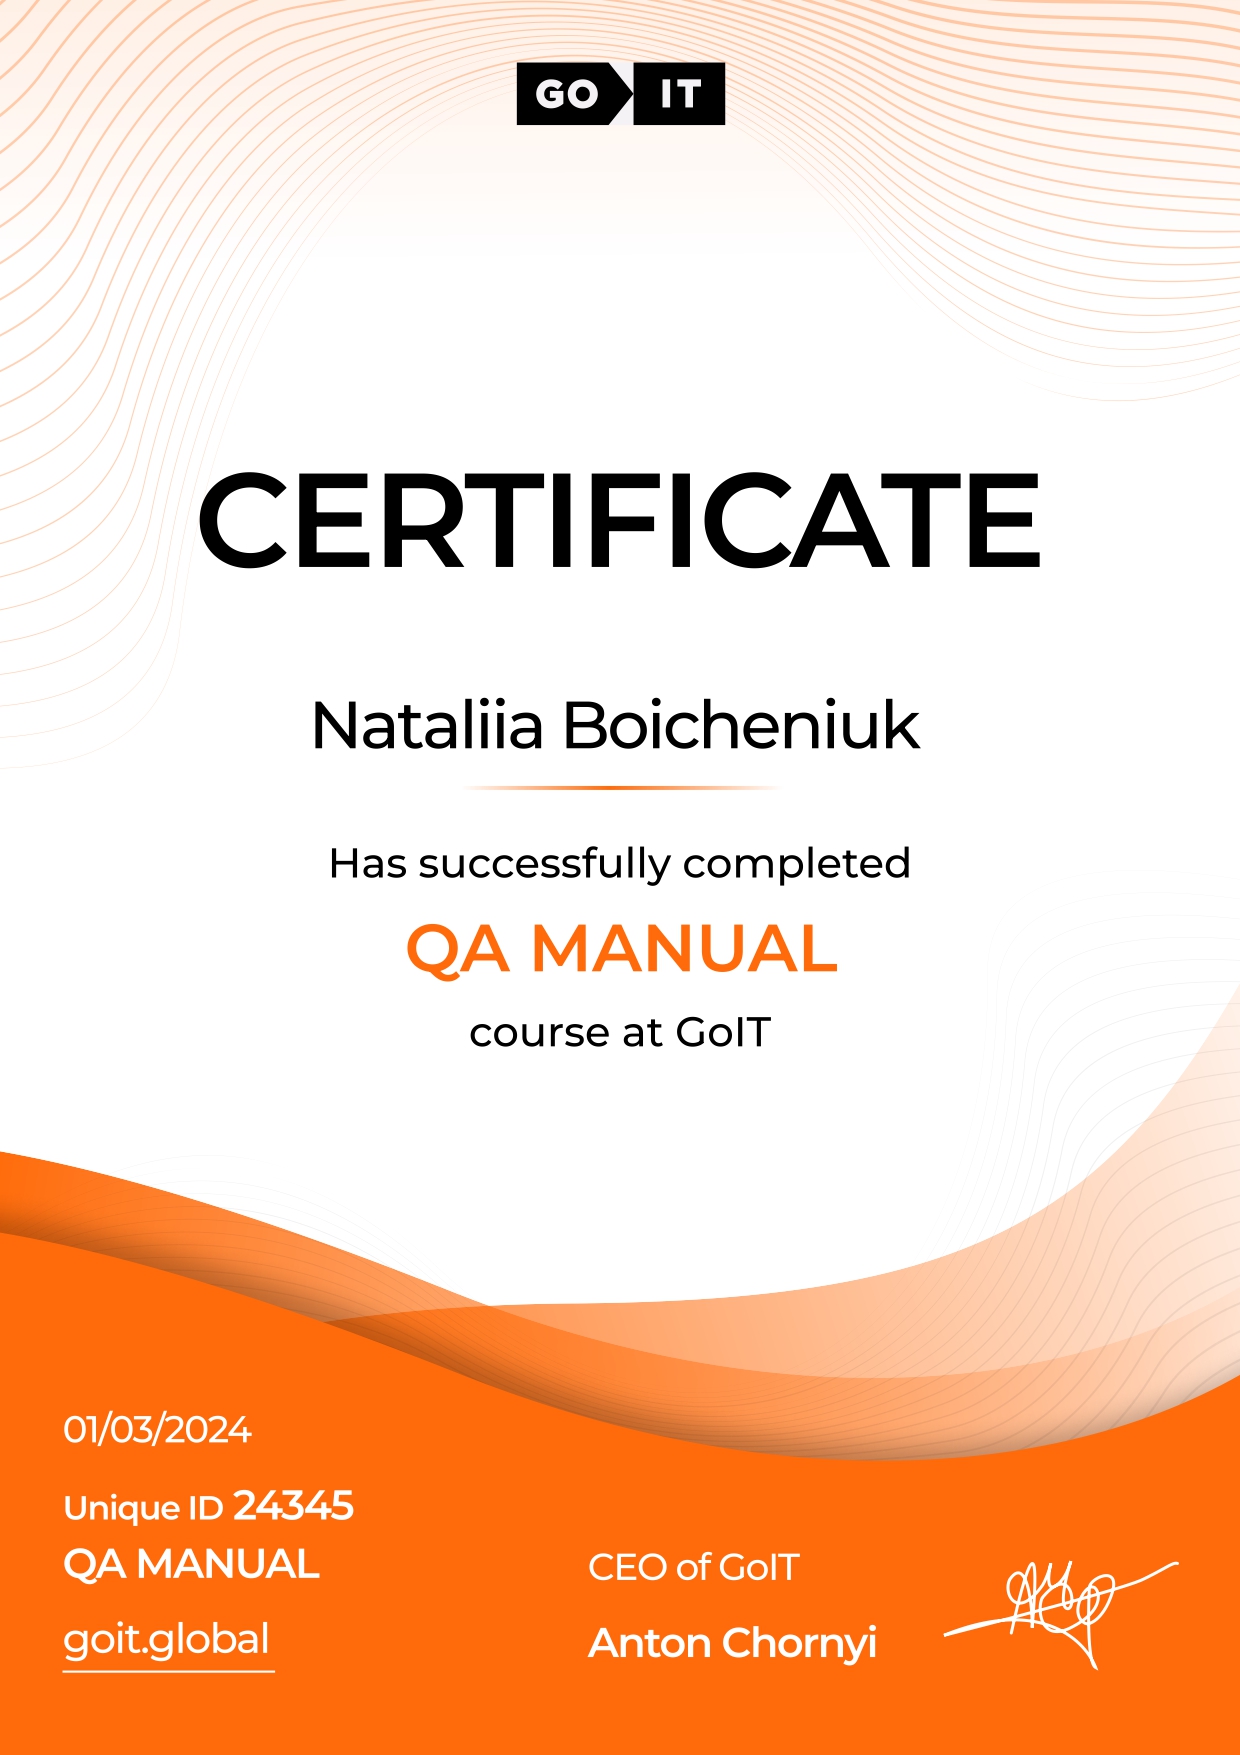 GO IT
CERTIFICATE
Nataliia Boicheniuk
Has successfully completed
QA MANUAL
course at GoIT
01/03/2024
Unique ID 24345
QA MANUAL
goit.global
CEO of GoIT
Anton Chornyi